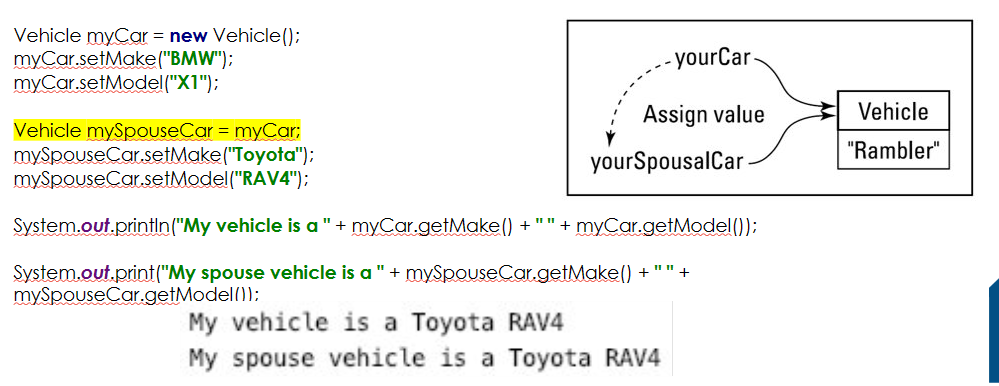 Vehicle myCar = new Vehicle();
myCar.setMake("BMW");
myCar.setModel("X1");
Vehicle mySpouseCar = myCar;
mySpouseCar.setMake("Toyota");
mySpouseCar.setModel("RAV4");
System.out.println("My vehicle is a " + myCar.getMake() + " " + myCar.getModel());
System.out.print("My spouse vehicle is a " + mySpouseCar.getMake() + " " +
mySpouseCar.getModel());
yourCar
Assign value
yourSpousalCar
Vehicle
"Rambler"
My vehicle is a Toyota RAV4
My spouse vehicle is a Toyota RAV4